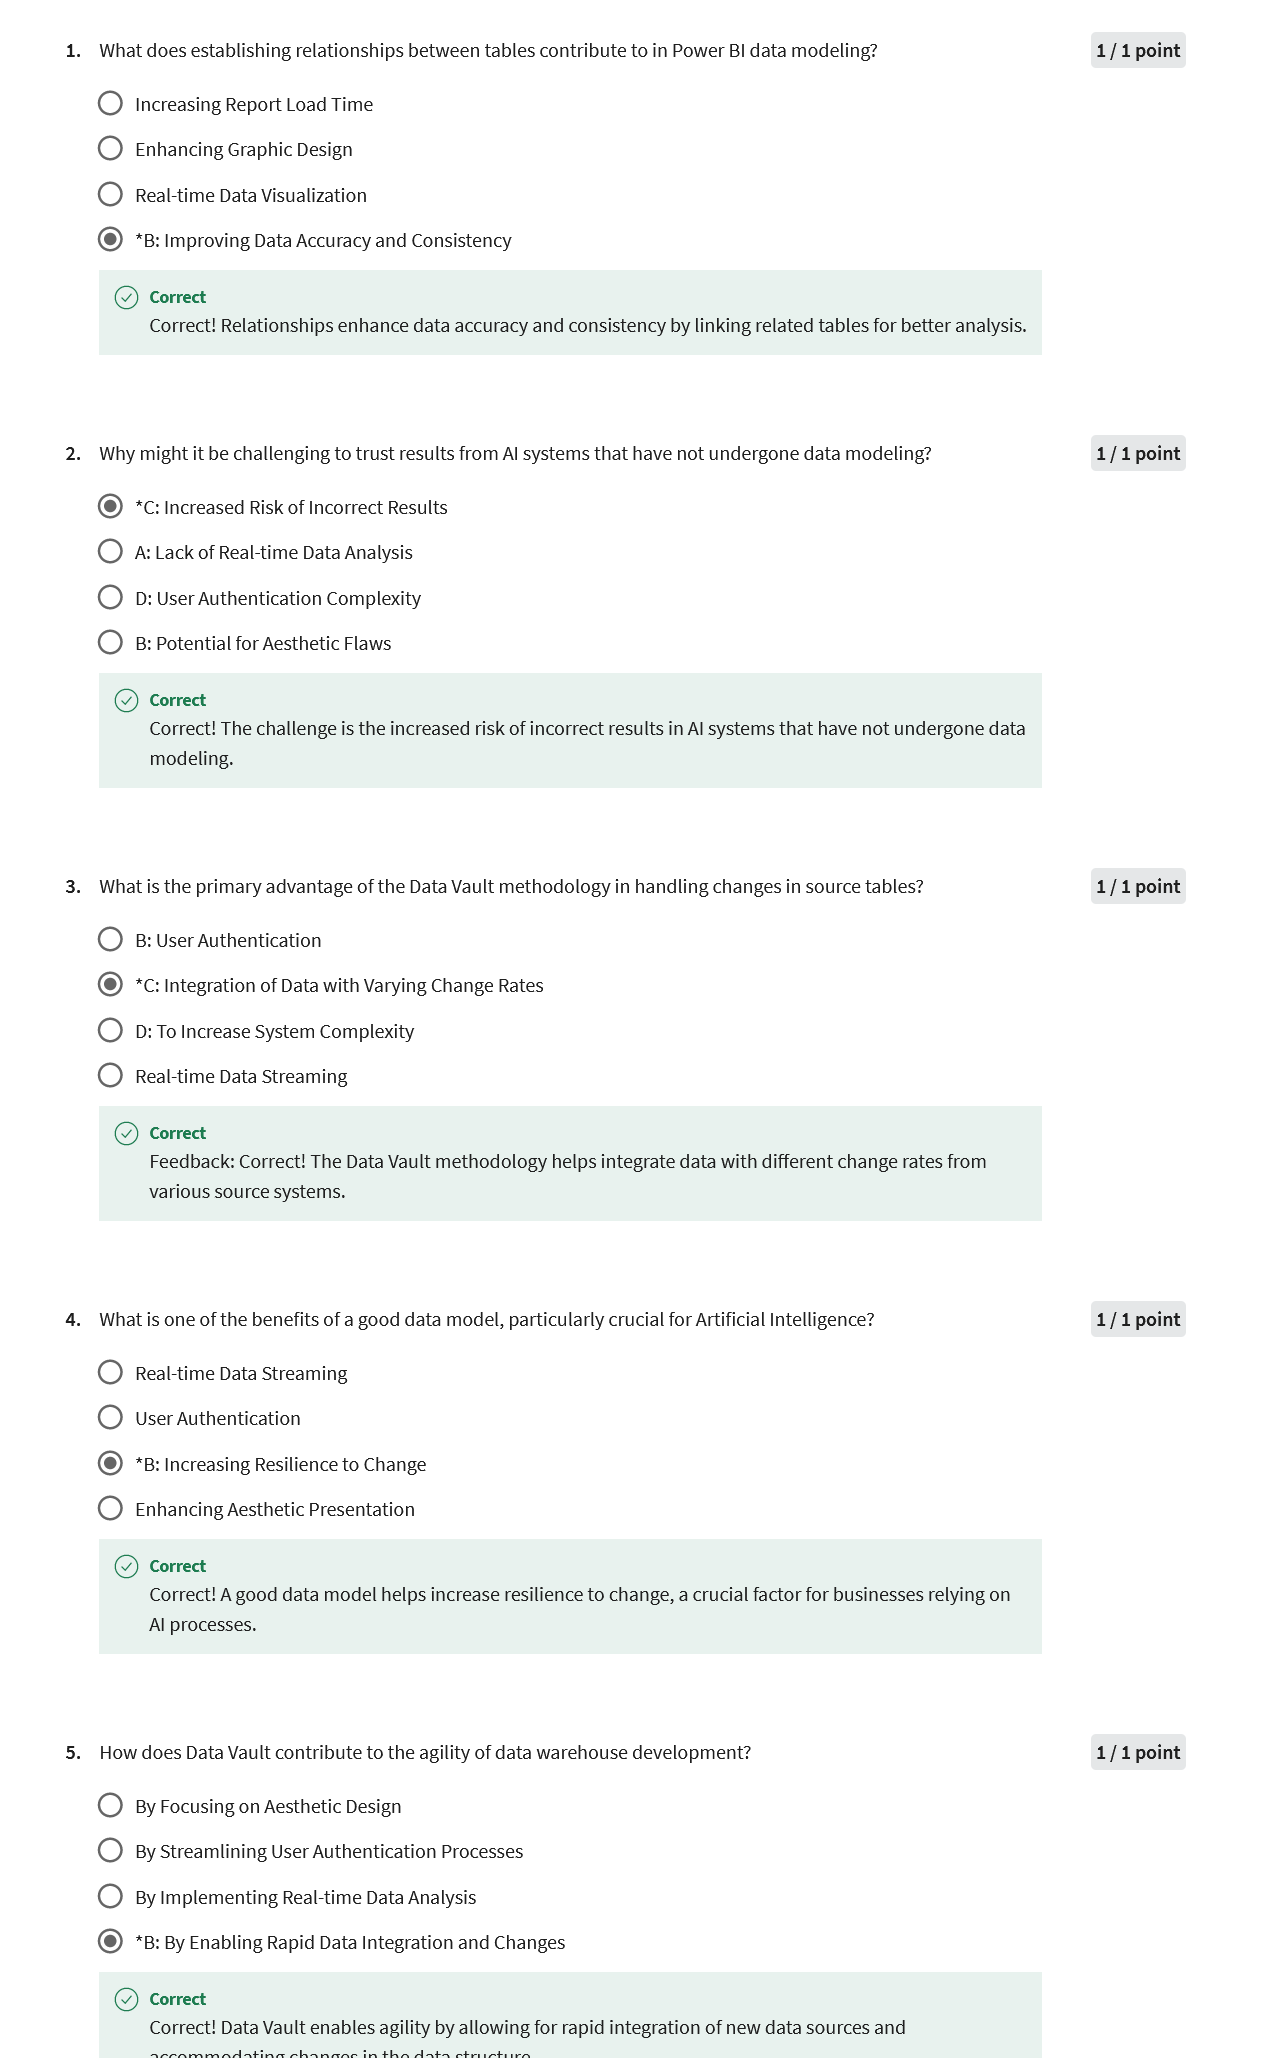 1. What does establishing relationships between tables contribute to in Power BI data modeling? 1 / 1 point
Increasing Report Load Time
Enhancing Graphic Design
Real-time Data Visualization
*B: Improving Data Accuracy and Consistency
Correct
Correct! Relationships enhance data accuracy and consistency by linking related tables for better analysis.
2. Why might it be challenging to trust results from AI systems that have not undergone data modeling? 1 / 1 point
*C: Increased Risk of Incorrect Results
A: Lack of Real-time Data Analysis
D: User Authentication Complexity
B: Potential for Aesthetic Flaws
Correct
Correct! The challenge is the increased risk of incorrect results in AI systems that have not undergone data
modeling.
3. What is the primary advantage of the Data Vault methodology in handling changes in source tables? 1 / 1 point
B: User Authentication
*C: Integration of Data with Varying Change Rates
D: To Increase System Complexity
Real-time Data Streaming
Correct
Feedback: Correct! The Data Vault methodology helps integrate data with different change rates from
various source systems.
4. What is one of the benefits of a good data model, particularly crucial for Artificial Intelligence? 1 / 1 point
Real-time Data Streaming
User Authentication
*B: Increasing Resilience to Change
Enhancing Aesthetic Presentation
Correct
Correct! A good data model helps increase resilience to change, a crucial factor for businesses relying on
AI processes.
5. How does Data Vault contribute to the agility of data warehouse development? 1 / 1 point
By Focusing on Aesthetic Design
By Streamlining User Authentication Processes
By Implementing Real-time Data Analysis
*B: By Enabling Rapid Data Integration and Changes
Correct
Correct! Data Vault enables agility by allowing for rapid integration of new data sources and
accommodating changes in the data structure.